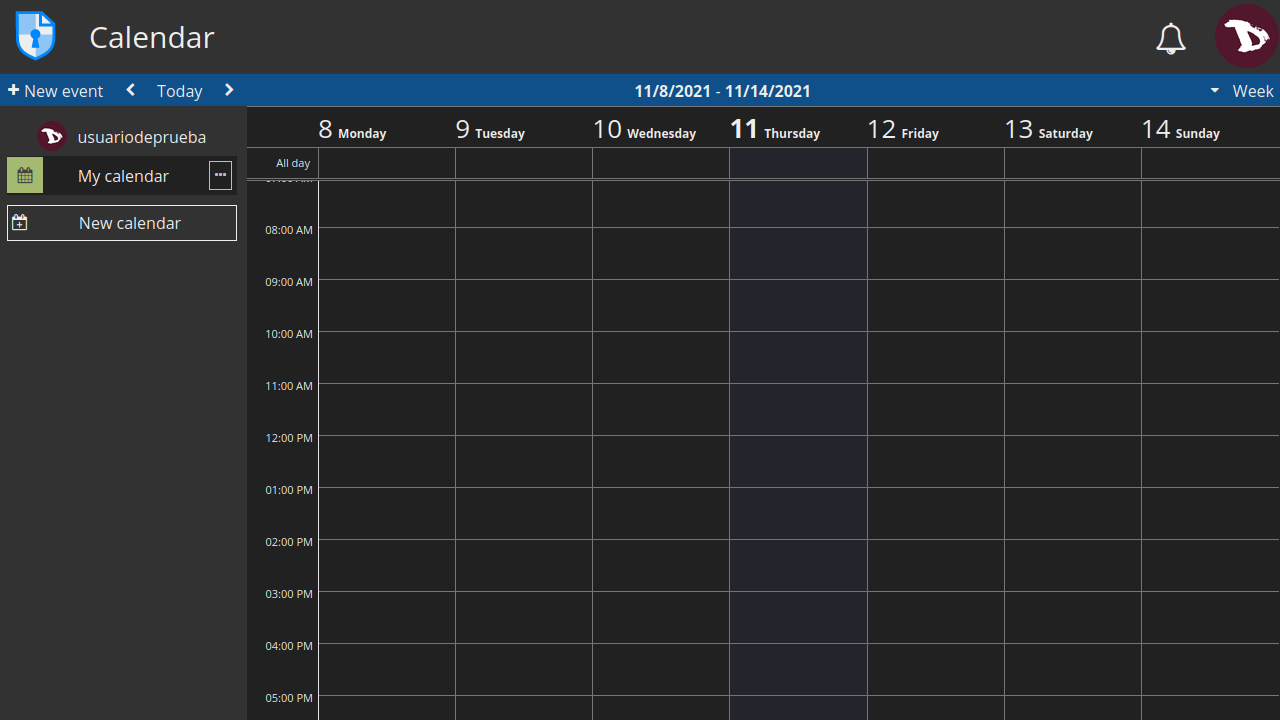 Calendar
New event Today 11/8/2021 - 11/14/2021 Week
usuariodeprueba
My calendar
New calendar
8 Monday 9 Tuesday 10 Wednesday 11 Thursday 12 Friday 13 Saturday 14 Sunday
All day
08:00 AM
09:00 AM
10:00 AM
11:00 AM
12:00 PM
01:00 PM
02:00 PM
03:00 PM
04:00 PM
05:00 PM